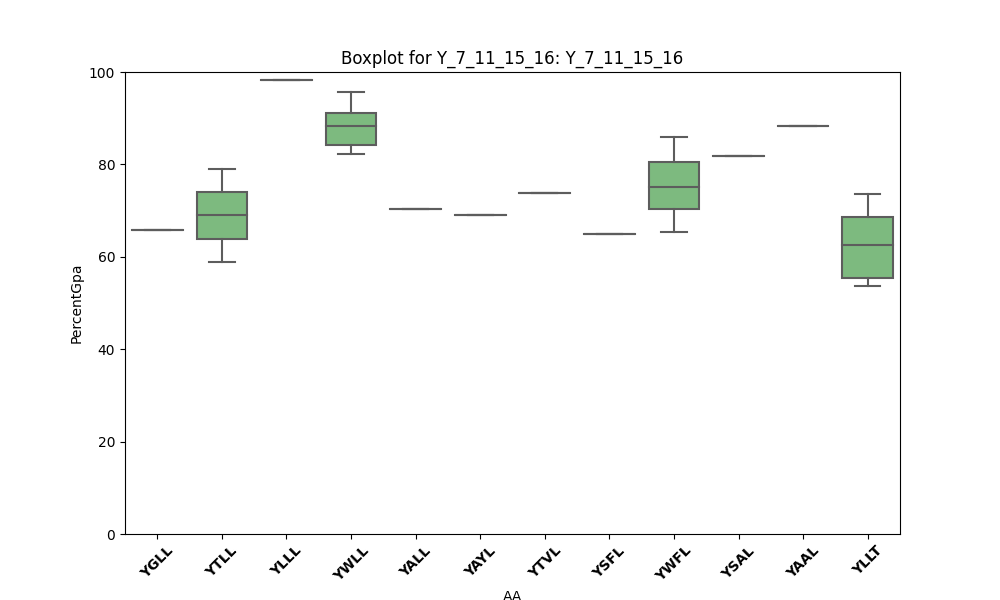 Boxplot for Y_7_11_15_16: Y_7_11_15_16
100
80
60
40
20
0
PercentGpa
YGLL
YTLL
YLLL
YWLL
YALL
YAYL
YTVL
YSFL
YWFL
YSAL
YAAL
YLLT
AA